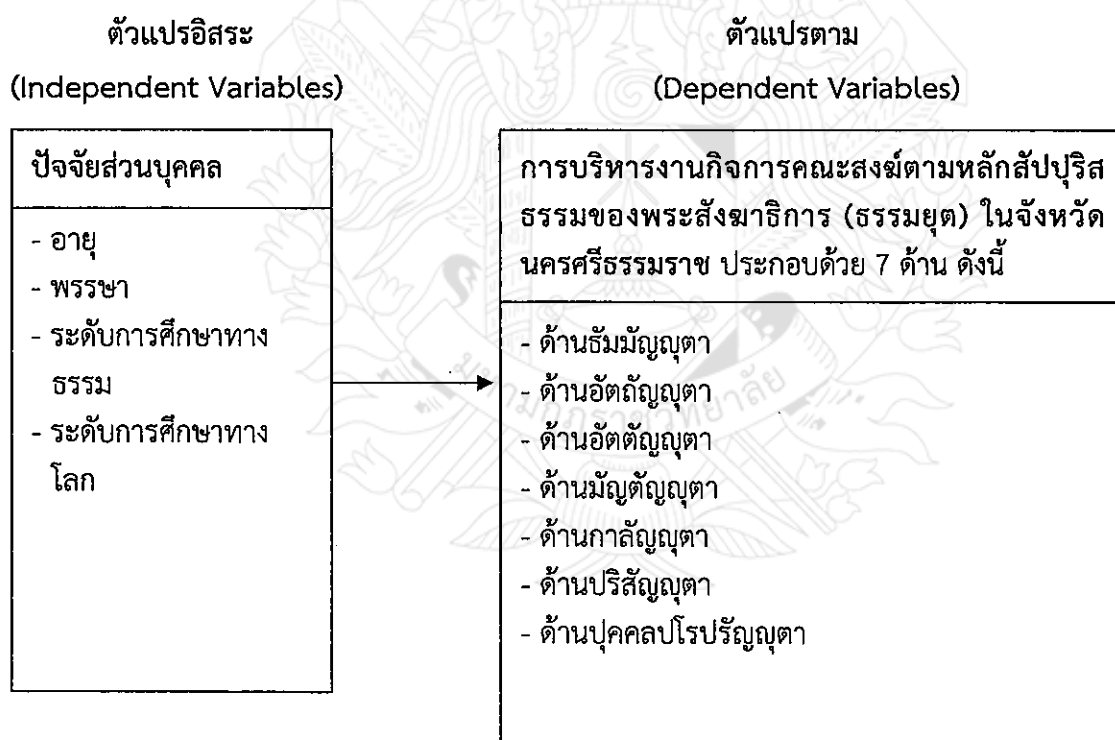 ตัวแปรอิสระ
(Independent Variables)
ปัจจัยส่วนบุคคล
- อายุ
- พรรษา
- ระดับการศึกษาทาง
ธรรม
- ระดับการศึกษาทาง
โลก
ตัวแปรตาม
(Dependent Variables)
การบริหารงานกิจการคณะสงฆ์ตามหลักสัปปุริส
ธรรมของพระสังฆาธิการ (ธรรมยุต) ในจังหวัด
นครศรีธรรมราช ประกอบด้วย 7 ด้าน ดังนี้
- ด้านธัมมัญญุตา
- ด้านอัตถัญญุตา
- ด้านอัตตัญญุตา
- ด้านมัญตัญญุตา
- ด้านกาลัญญุตา
- ด้านปริสัญญุตา
- ด้านปุคคลปโรปรัญญุตา